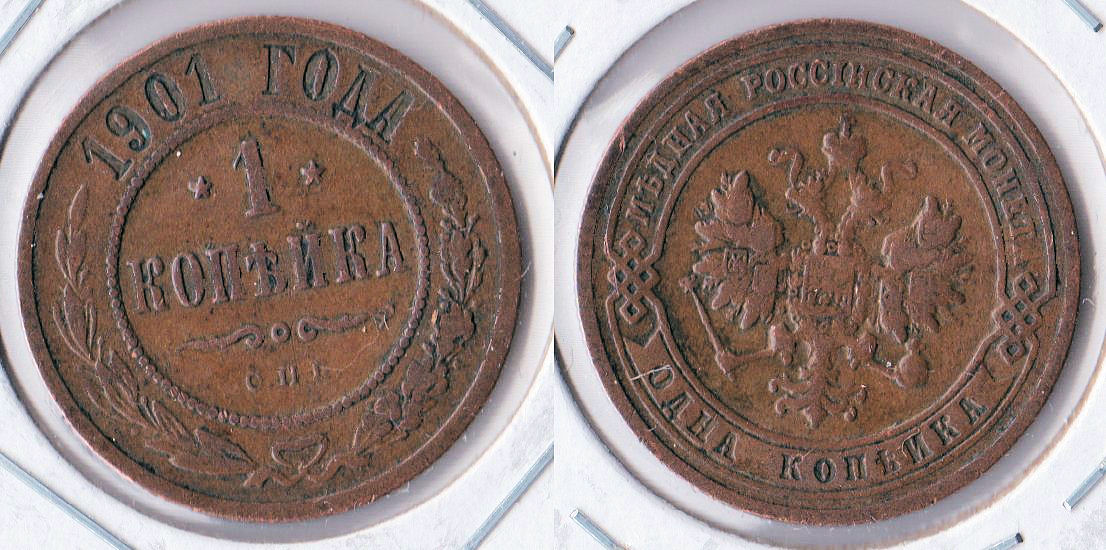 1901 ГОДА
1
КОПѢЙКА
С.П.Б.
МѢДНАЯ РОССІЙСКАЯ МОНЕТА
ОДНА КОПѢЙКА